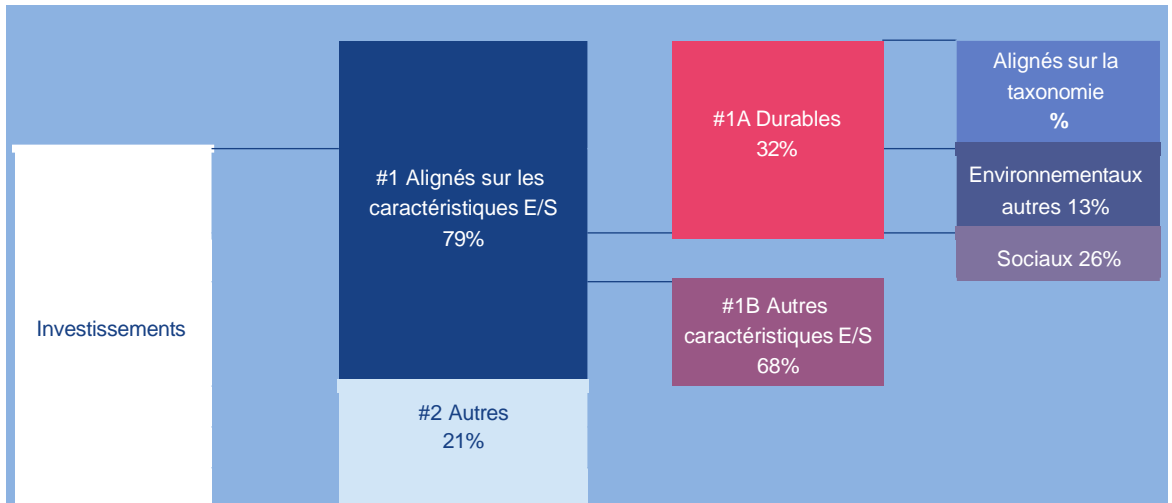 Investissements
#1 Alignés sur les
caractéristiques E/S
79%
#2 Autres
21%
#1A Durables
32%
#1B Autres
caractéristiques E/S
68%
Alignés sur la
taxonomie
%
Environnementaux
autres 13%
Sociaux 26%